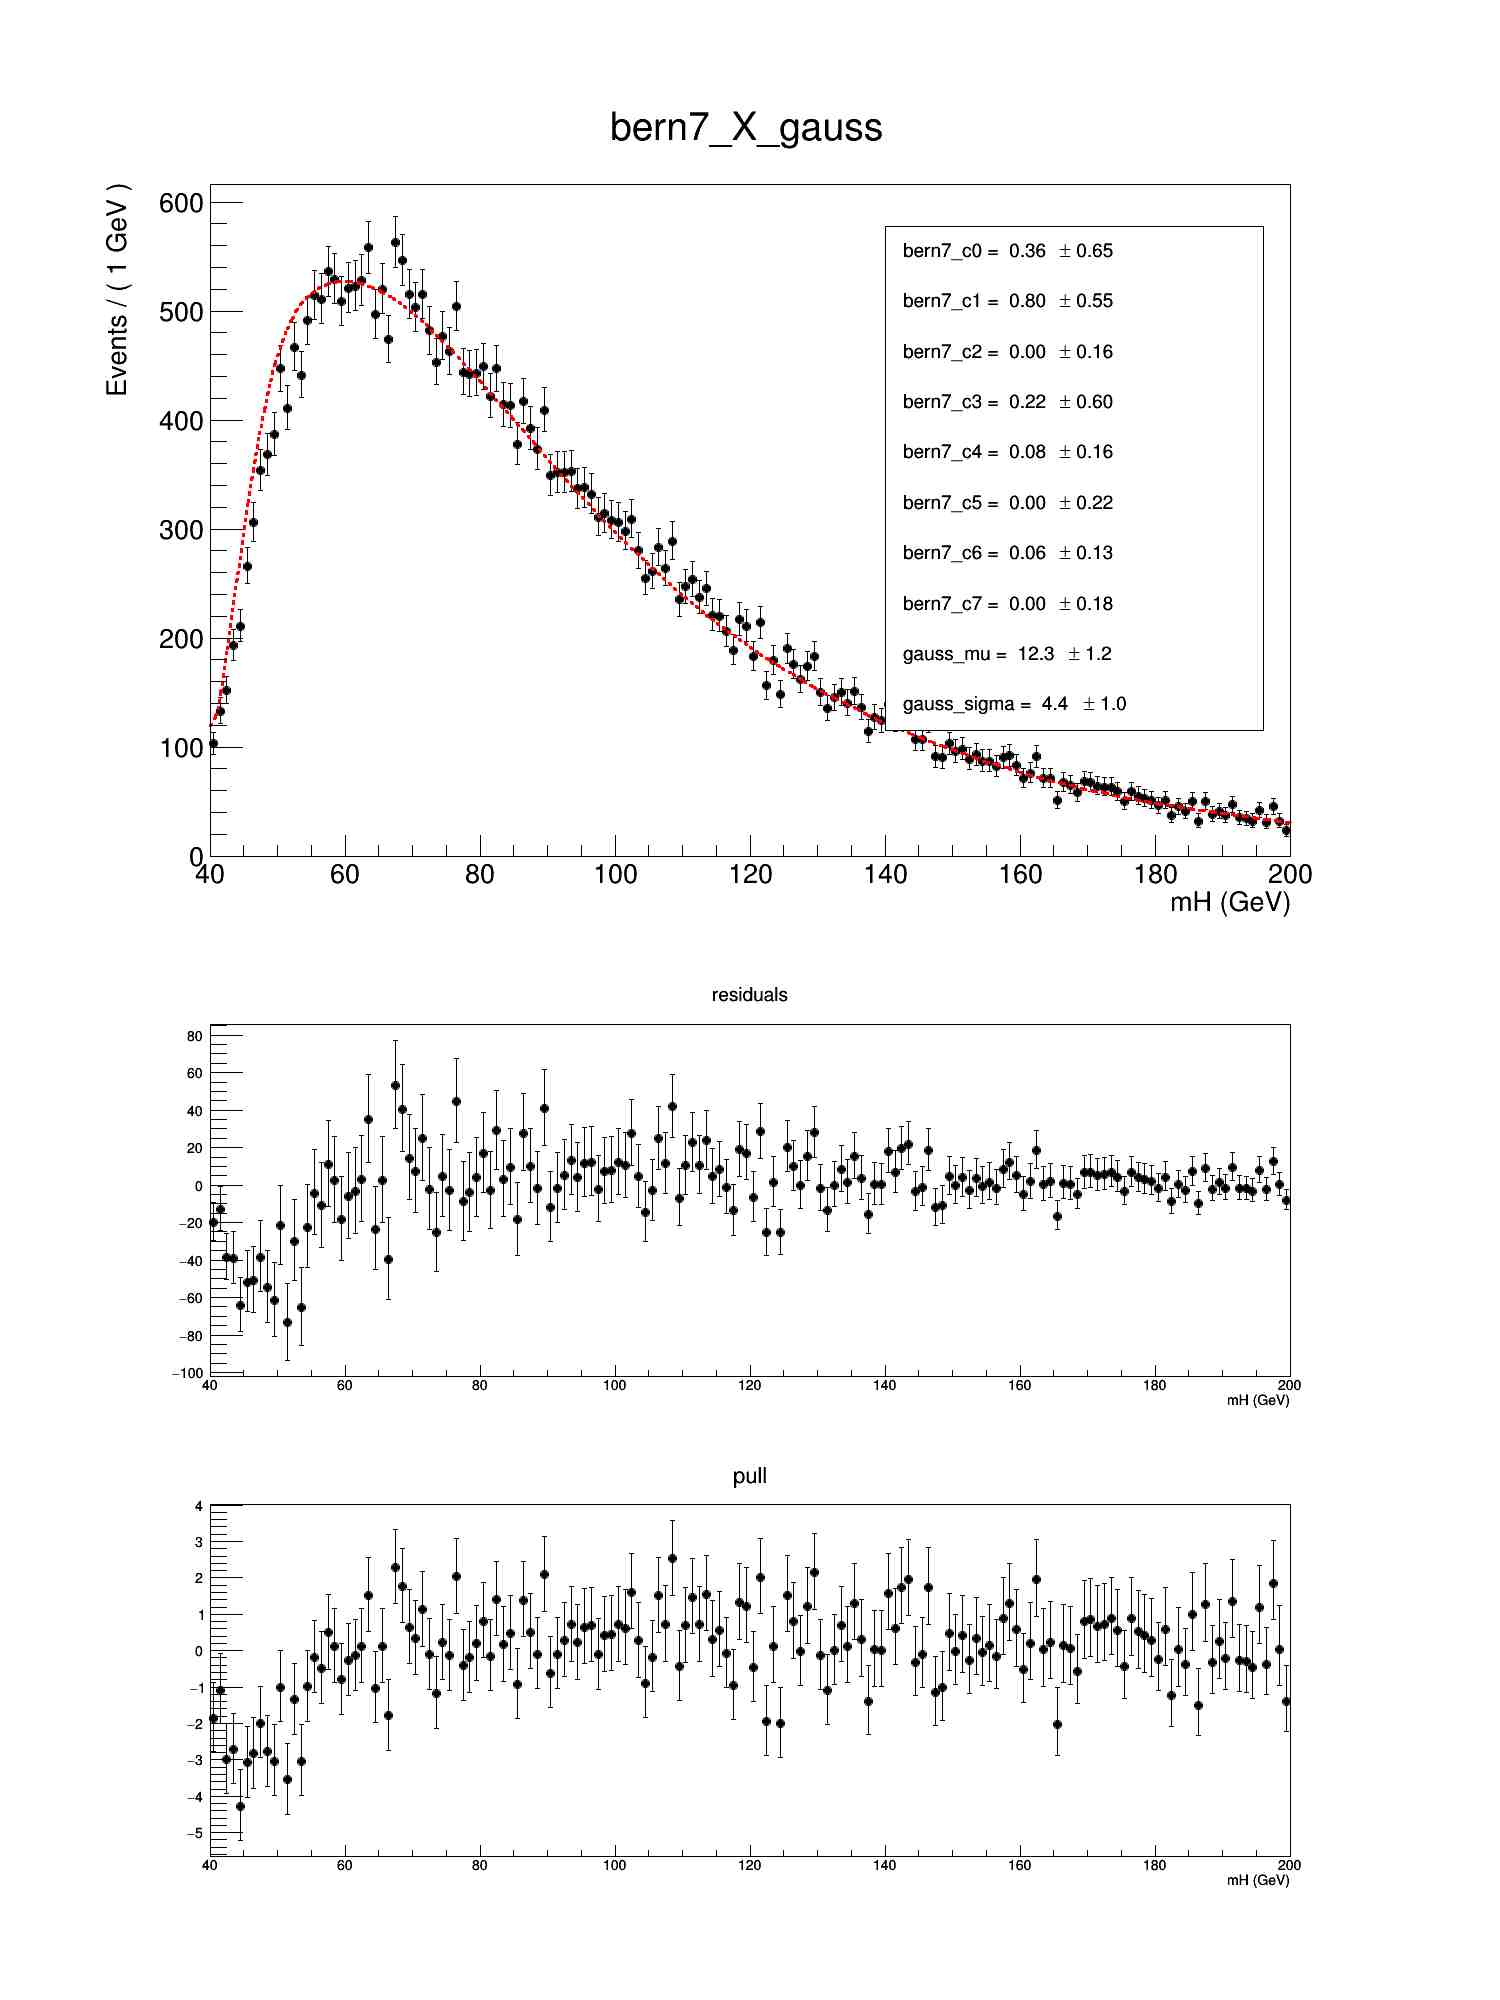 bern7_X_gauss
Events / ( 1 GeV )
600
500
400
300
200
100
0
bern7_c0 = 0.36 ± 0.65
bern7_c1 = 0.80 ± 0.55
bern7_c2 = 0.00 ± 0.16
bern7_c3 = 0.22 ± 0.60
bern7_c4 = 0.08 ± 0.16
bern7_c5 = 0.00 ± 0.22
bern7_c6 = 0.06 ± 0.13
bern7_c7 = 0.00 ± 0.18
gauss_mu = 12.3 ± 1.2
gauss_sigma = 4.4 ± 1.0
40 60 80 100 120 140 160 180 200
mH (GeV)
residuals
80
60
40
20
0
−20
−40
−60
−80
−100
40 60 80 100 120 140 160 180 200
mH (GeV)
pull
4
3
2
1
0
−1
−2
−3
−4
−5
40 60 80 100 120 140 160 180 200
mH (GeV)